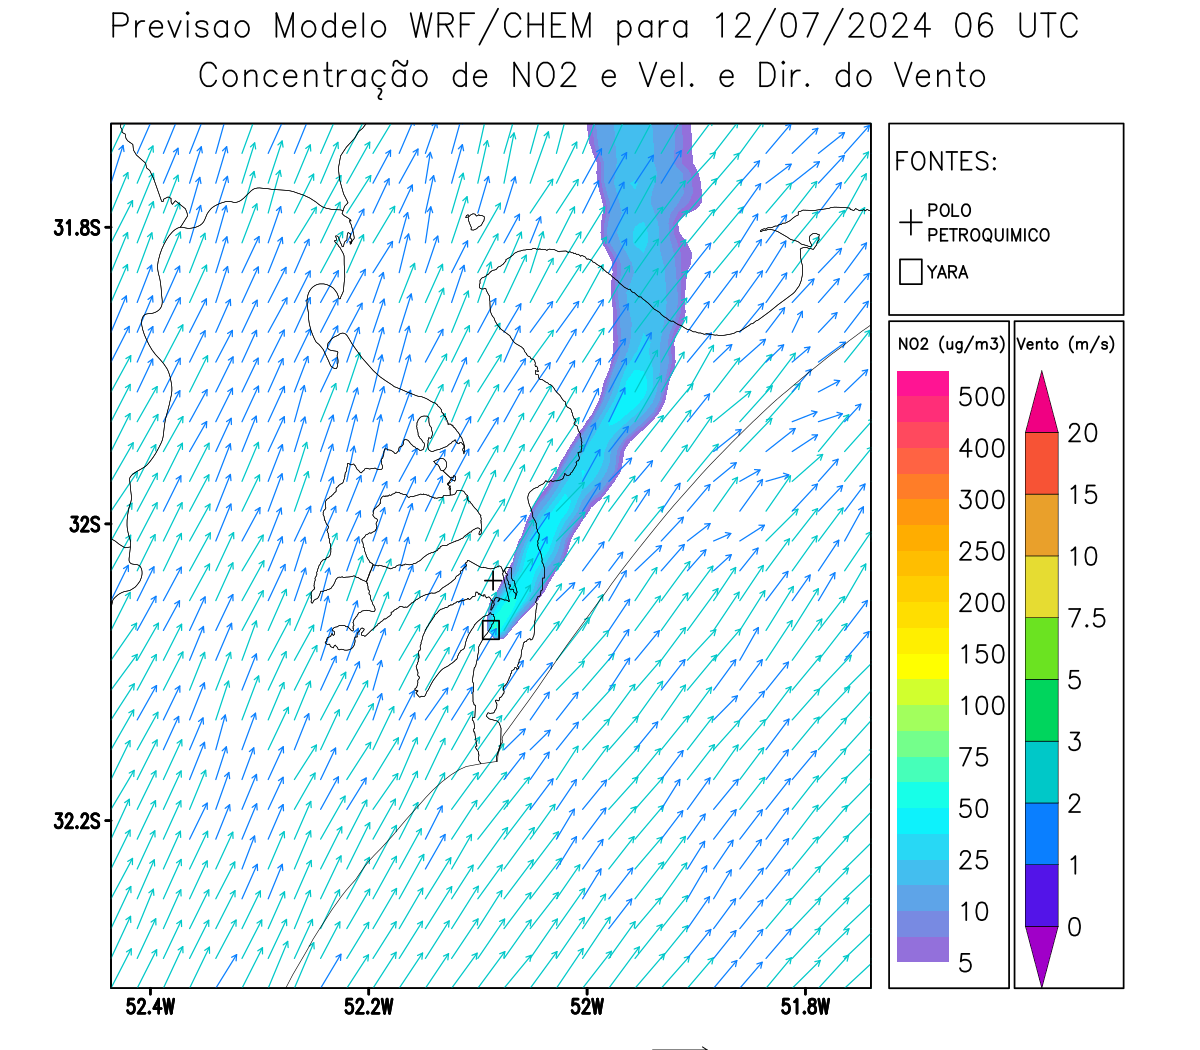 Previsao Modelo WRF/CHEM para 12/07/2024 06 UTC
Concentração de NO2 e Vel. e Dir. do Vento
FONTES:
POLO
PETROQUIMICO
YARA
NO2 (ug/m3)
500
400
300
250
200
150
100
75
50
25
10
5
Vento (m/s)
20
15
10
7.5
5
3
2
1
0
31.8S
32S
32.2S
52.4W 52.2W 52W 51.8W